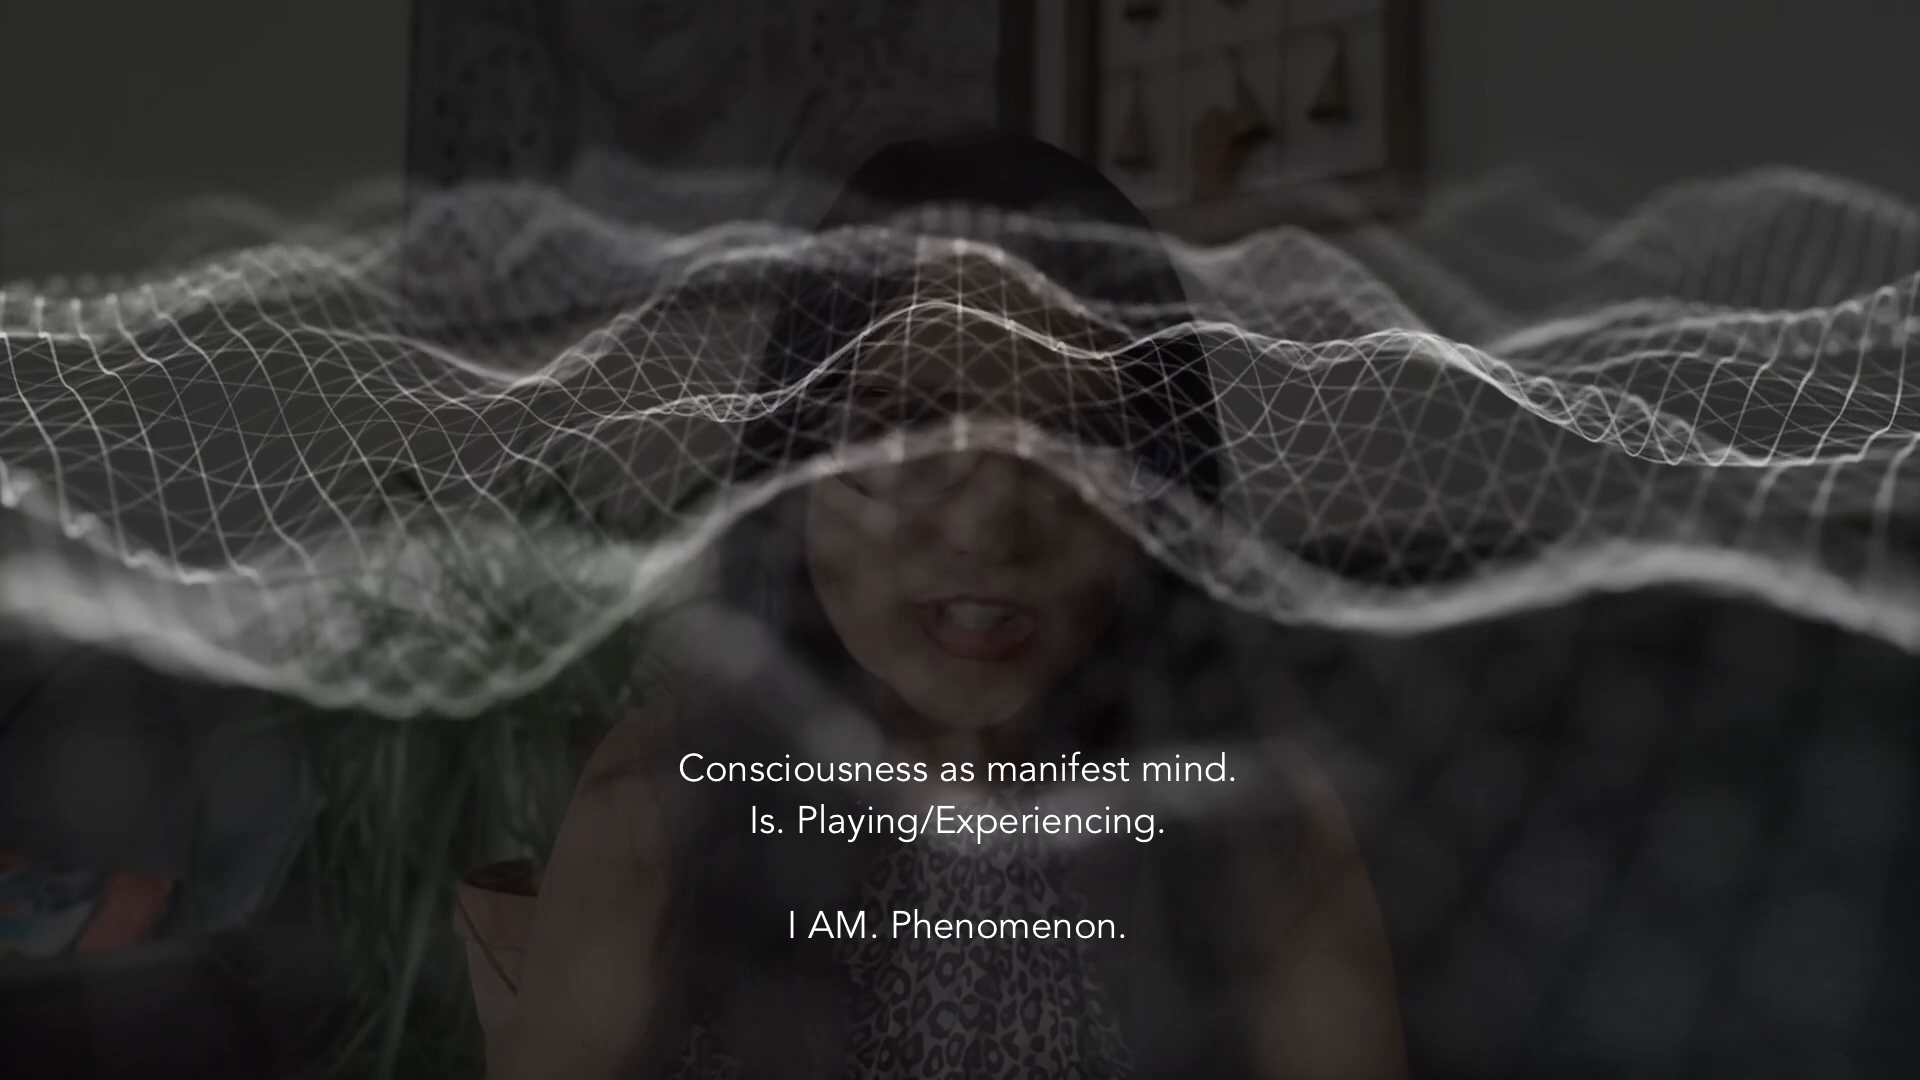 Consciousness as manifest mind.
Is. Playing/Experiencing.
I AM. Phenomenon.